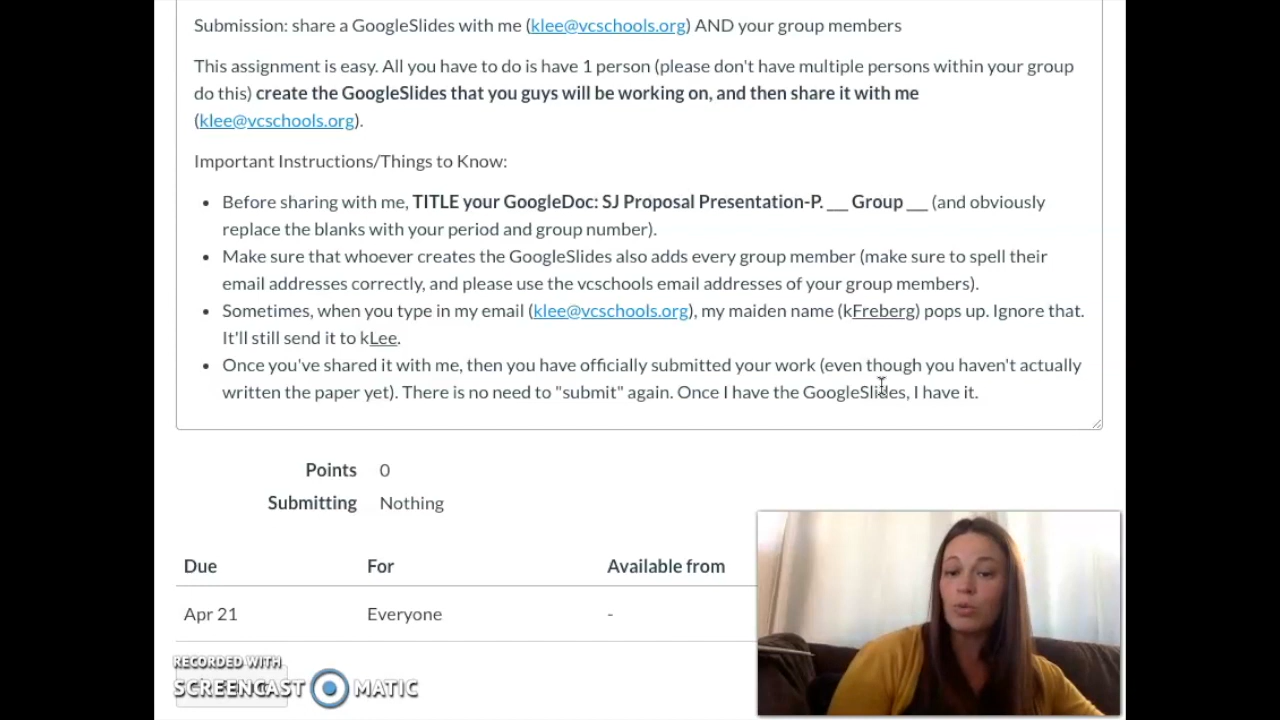 Submission: share a GoogleSlides with me (klee@vcschools.org) AND your group members
This assignment is easy. All you have to do is have 1 person (please don't have multiple persons within your group
do this) create the GoogleSlides that you guys will be working on, and then share it with me
(klee@vcschools.org).
Important Instructions/Things to Know:
Before sharing with me, TITLE your GoogleDoc: SJ Proposal Presentation-P. __ Group __ (and obviously
replace the blanks with your period and group number).
Make sure that whoever creates the GoogleSlides also adds every group member (make sure to spell their
email addresses correctly, and please use the vcschools email addresses of your group members).
Sometimes, when you type in my email (klee@vcschools.org), my maiden name (kFreberg) pops up. Ignore that.
It'll still send it to kLee.
Once you've shared it with me, then you have officially submitted your work (even though you haven't actually
written the paper yet). There is no need to "submit" again. Once I have the GoogleSlides, I have it.
Points 0
Submitting Nothing
Due For Available from
Apr 21 Everyone -
RECORDED WITH
SCREENCAST MATIC